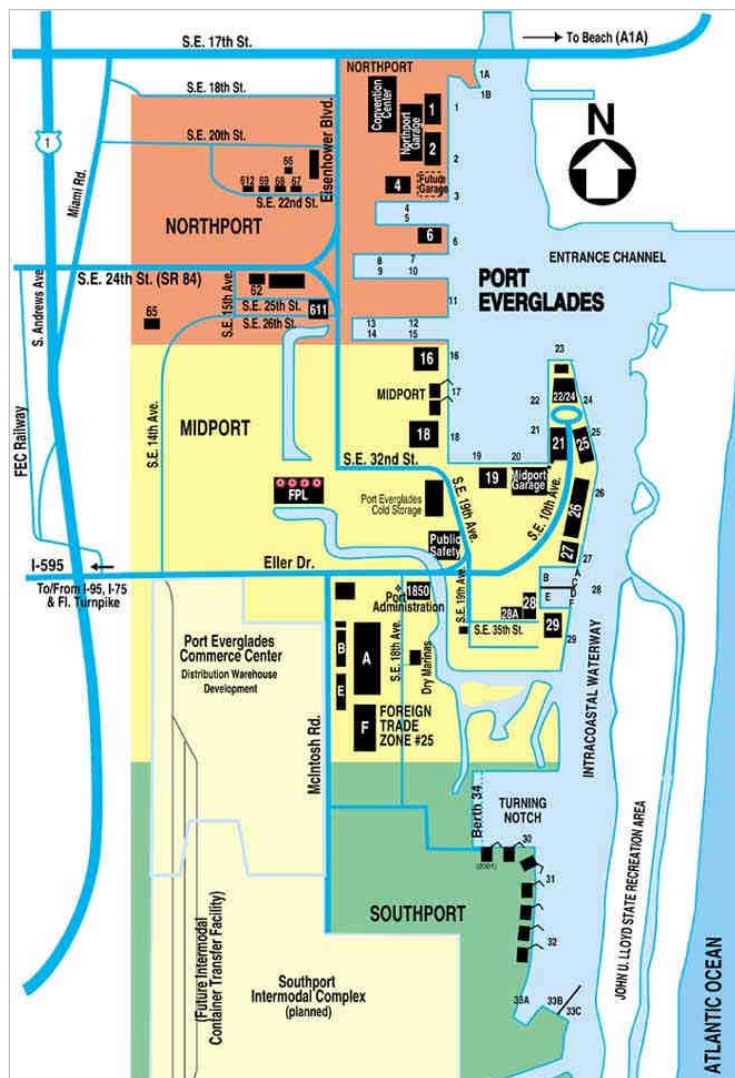 S.E. 17th St.
To Beach (A1A)
NORTHPORT
1A
1B
S.E. 18th St.
Convention
Center
Northport
Garage
1
1
Eisenhower Blvd.
1
S.E. 20th St.
2
2
N
Miami Rd.
66
612
69
68
67
4
Future
Garage
3
S.E. 22nd St.
4
5
NORTHPORT
6
6
ENTRANCE CHANNEL
S. Andrews Ave
S.E. 24th St. (SR 84)
8
7
9
10
PORT
EVERGLADES
S.E. 15th Ave.
62
S.E. 25th St.
611
11
65
S.E. 26th St.
13
12
14
15
16
16
23
FEC Railway
S.E. 14th Ave.
MIDPORT
MIDPORT
17
22
22/24
24
18
18
21
21
25
25
S.E. 32nd St.
19
20
19
Midport
Garage
FPL
Port Everglades
Cold Storage
S.E. 19th Ave.
S.E. 10th Ave.
26
26
Public
Safety
27
27
I-595
Eller Dr.
To/From I-95, I-75
& Fl. Turnpike
1850
Port
Administration
S.E. 19th Ave.
A
B
C
D
E
F
28
28
28A
S.E. 35th St.
29
29
Port Everglades
Commerce Center
Distribution Warehouse
Development
B
A
E
F
S.E. 18th Ave.
Dry Marinas
FOREIGN
TRADE
ZONE #25
McIntosh Rd.
INTRACOASTAL WATERWAY
Berth 34
TURNING
NOTCH
30
(2001)
31
SOUTHPORT
32
JOHN U. LLOYD STATE RECREATION AREA
(Future Intermodal
Container Transfer Facility)
Southport
Intermodal Complex
(planned)
33A
33B
33C
ATLANTIC OCEAN